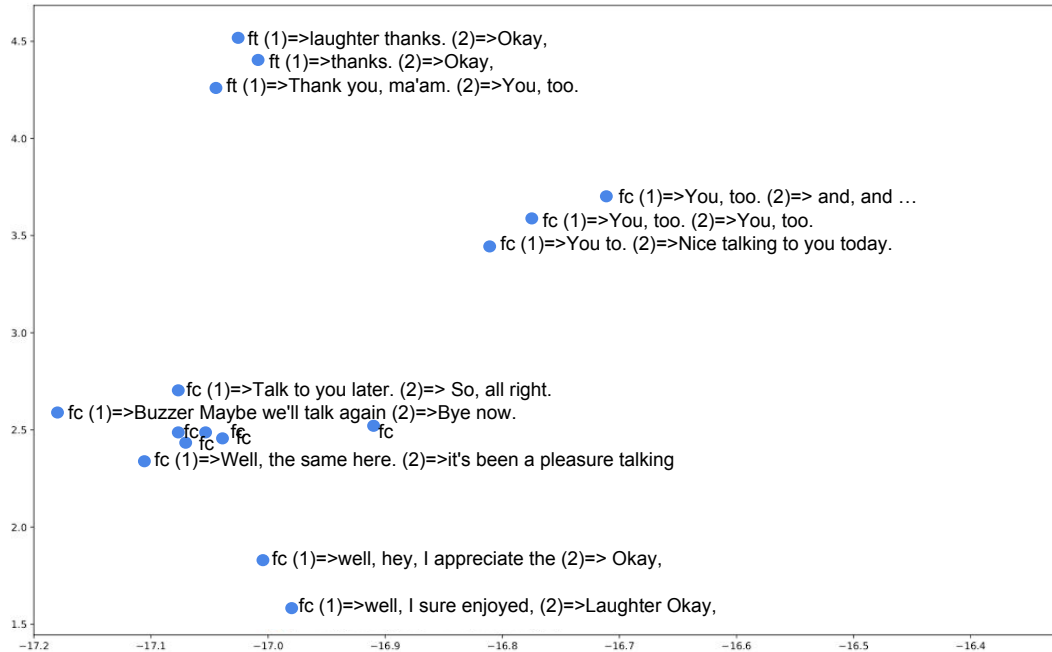 4.5
ft (1)=>laughter thanks. (2)=>Okay,
ft (1)=>thanks. (2)=>Okay,
ft (1)=>Thank you, ma'am. (2)=>You, too.
4.0
fc (1)=>You, too. (2)=> and, and …
fc (1)=>You, too. (2)=>You, too.
3.5
fc (1)=>You to. (2)=>Nice talking to you today.
3.0
fc (1)=>Talk to you later. (2)=> So, all right.
fc (1)=>Buzzer Maybe we'll talk again (2)=>Bye now.
2.5
fc
fc
fc
fc
fc
fc (1)=>Well, the same here. (2)=>it's been a pleasure talking
2.0
fc (1)=>well, hey, I appreciate the (2)=> Okay,
fc (1)=>well, I sure enjoyed, (2)=>Laughter Okay,
1.5
−17.2 −17.1 −17.0 −16.9 −16.8 −16.7 −16.6 −16.5 −16.4